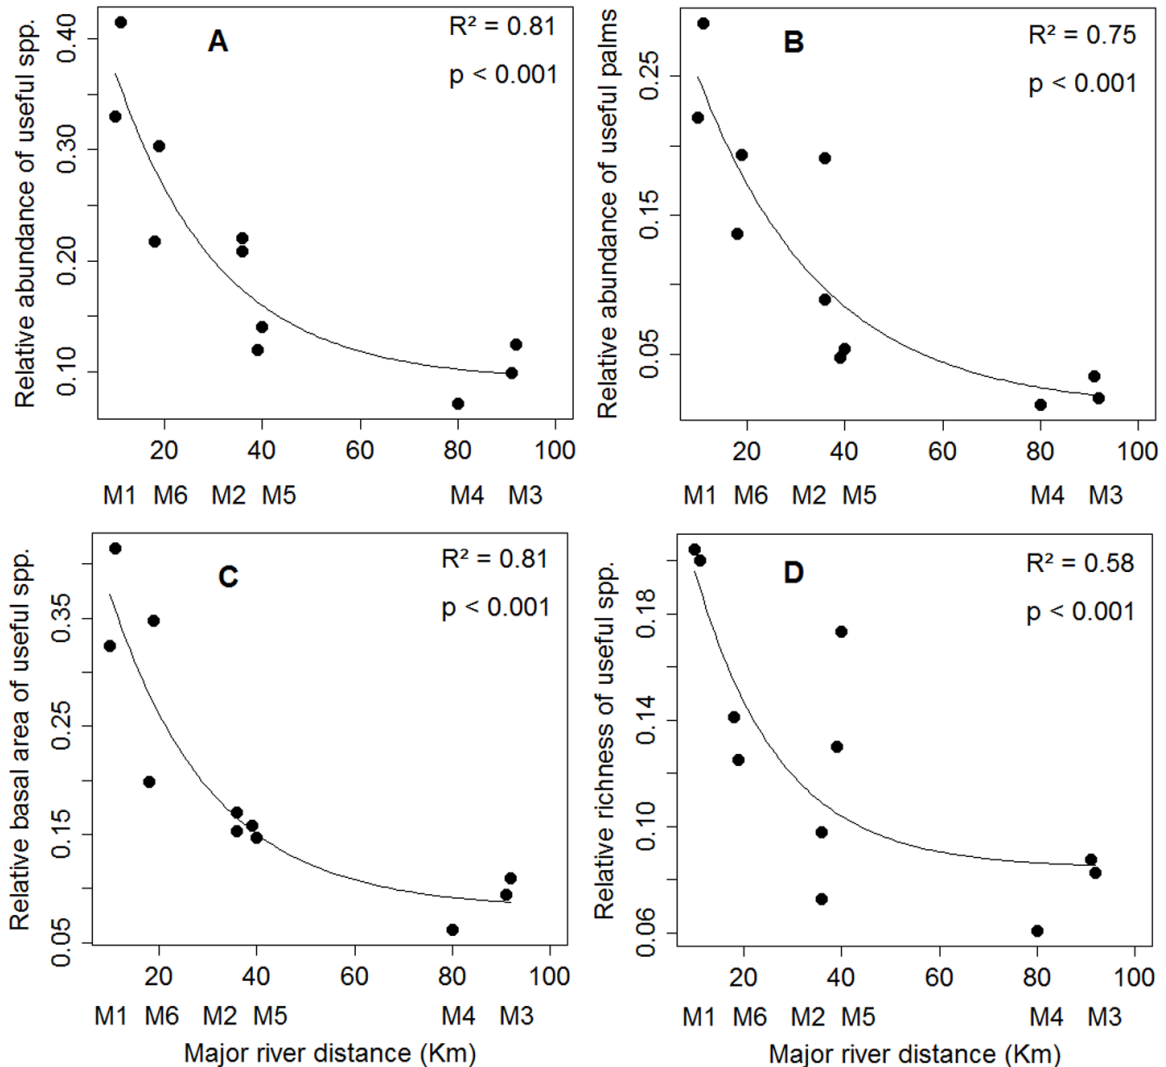 Relative abundance of useful spp.
0.40
0.30
0.20
0.10
A
R² = 0.81
p < 0.001
20 40 60 80 100
M1 M6 M2 M5 M4 M3
Relative abundance of useful palms
0.25
0.15
0.05
B
R² = 0.75
p < 0.001
20 40 60 80 100
M1 M6 M2 M5 M4 M3
Relative basal area of useful spp.
0.35
0.25
0.15
0.05
C
R² = 0.81
p < 0.001
20 40 60 80 100
M1 M6 M2 M5 M4 M3
Major river distance (Km)
Relative richness of useful spp.
0.18
0.14
0.10
0.06
D
R² = 0.58
p < 0.001
20 40 60 80 100
M1 M6 M2 M5 M4 M3
Major river distance (Km)